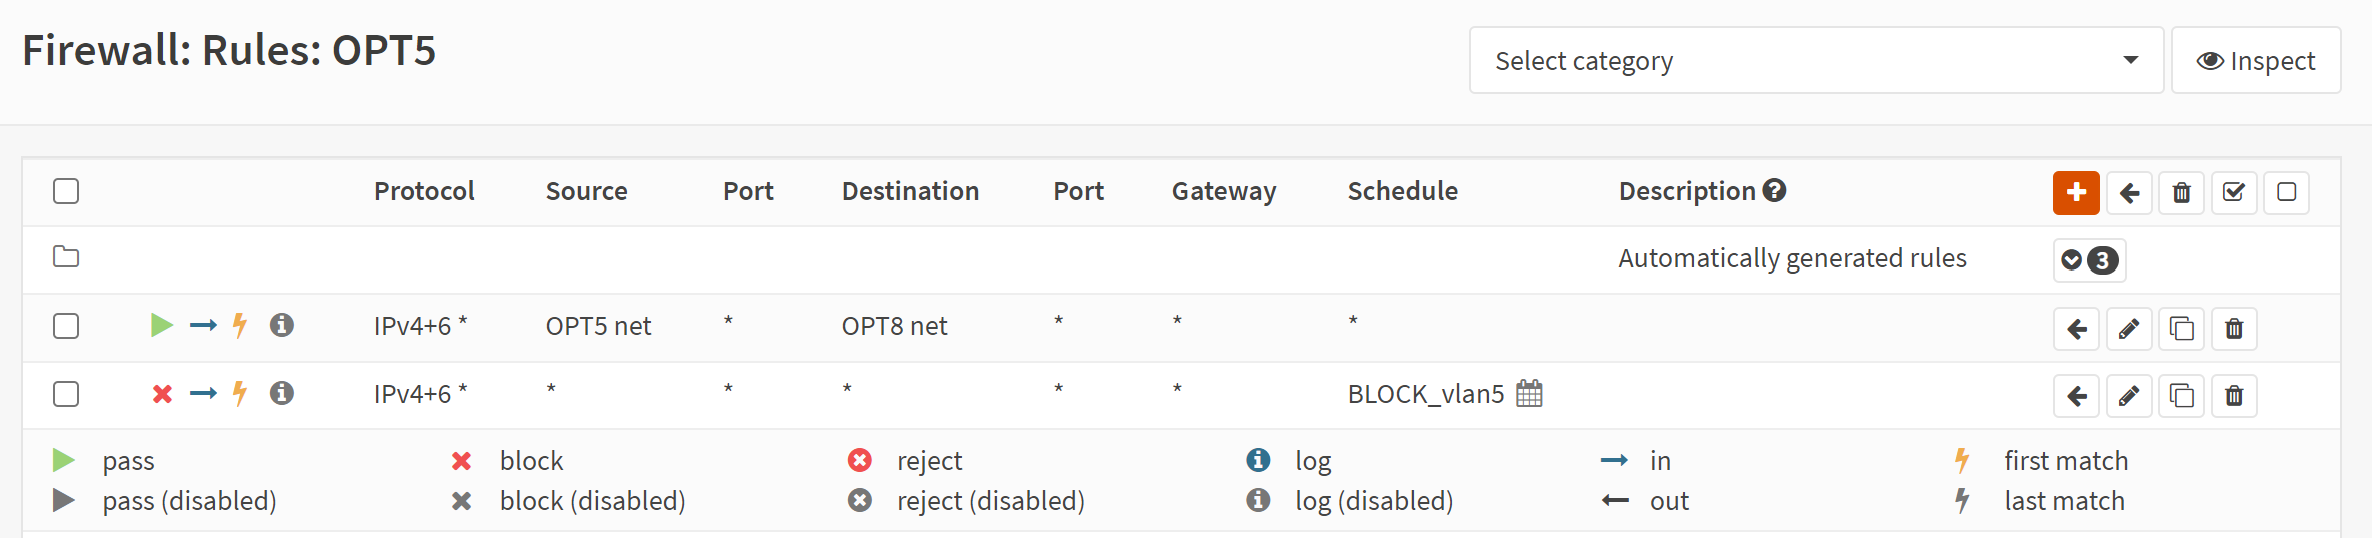 Firewall: Rules: OPT5
Select category
Inspect
Protocol Source Port Destination Port Gateway Schedule Description
Automatically generated rules 3
IPv4+6 * OPT5 net * OPT8 net * * *
IPv4+6 * * * * * * BLOCK_vlan5
pass block reject log in first match
pass (disabled) block (disabled) reject (disabled) log (disabled) out last match